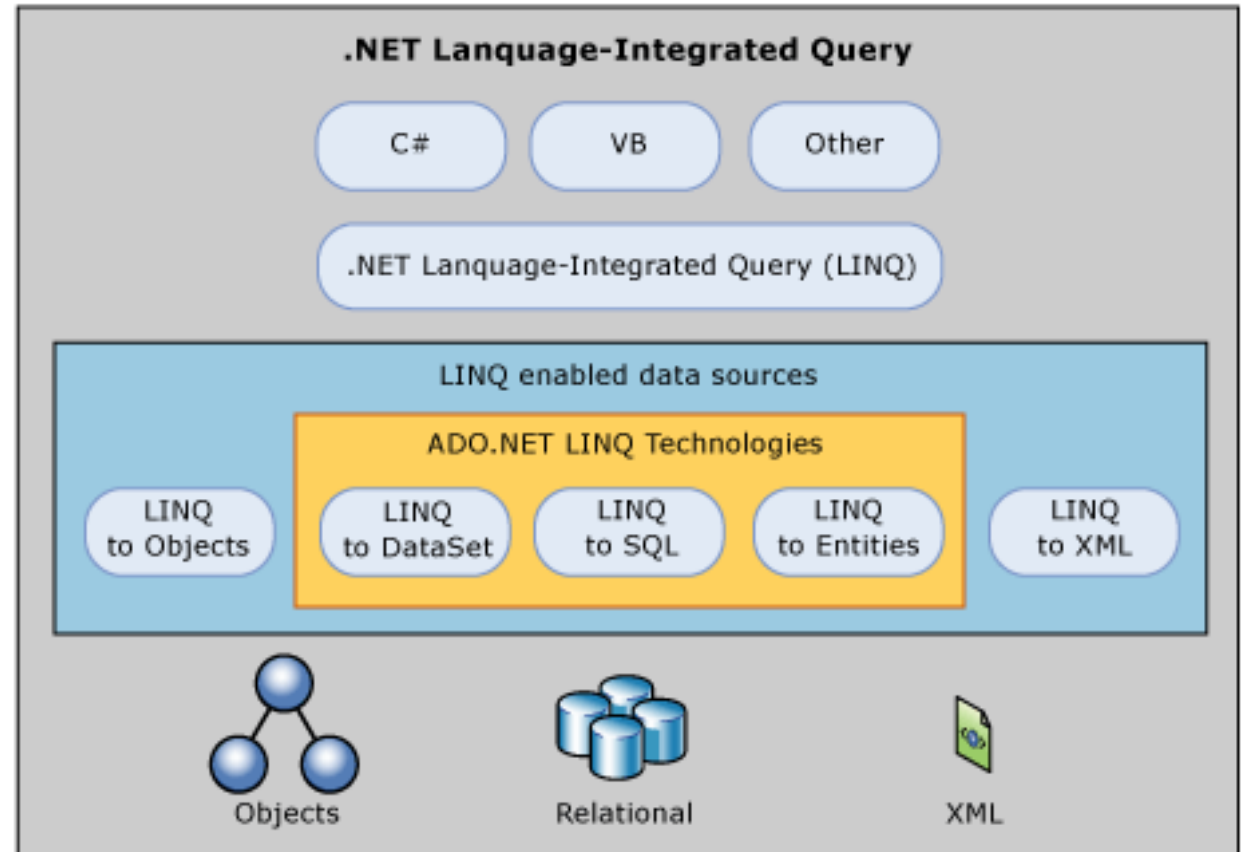 .NET Lanquage-Integrated Query
C#
VB
Other
.NET Lanquage-Integrated Query (LINQ)
LINQ enabled data sources
ADO.NET LINQ Technologies
LINQ
to Objects
LINQ
to DataSet
LINQ
to SQL
LINQ
to Entities
LINQ
to XML
Objects
Relational
XML